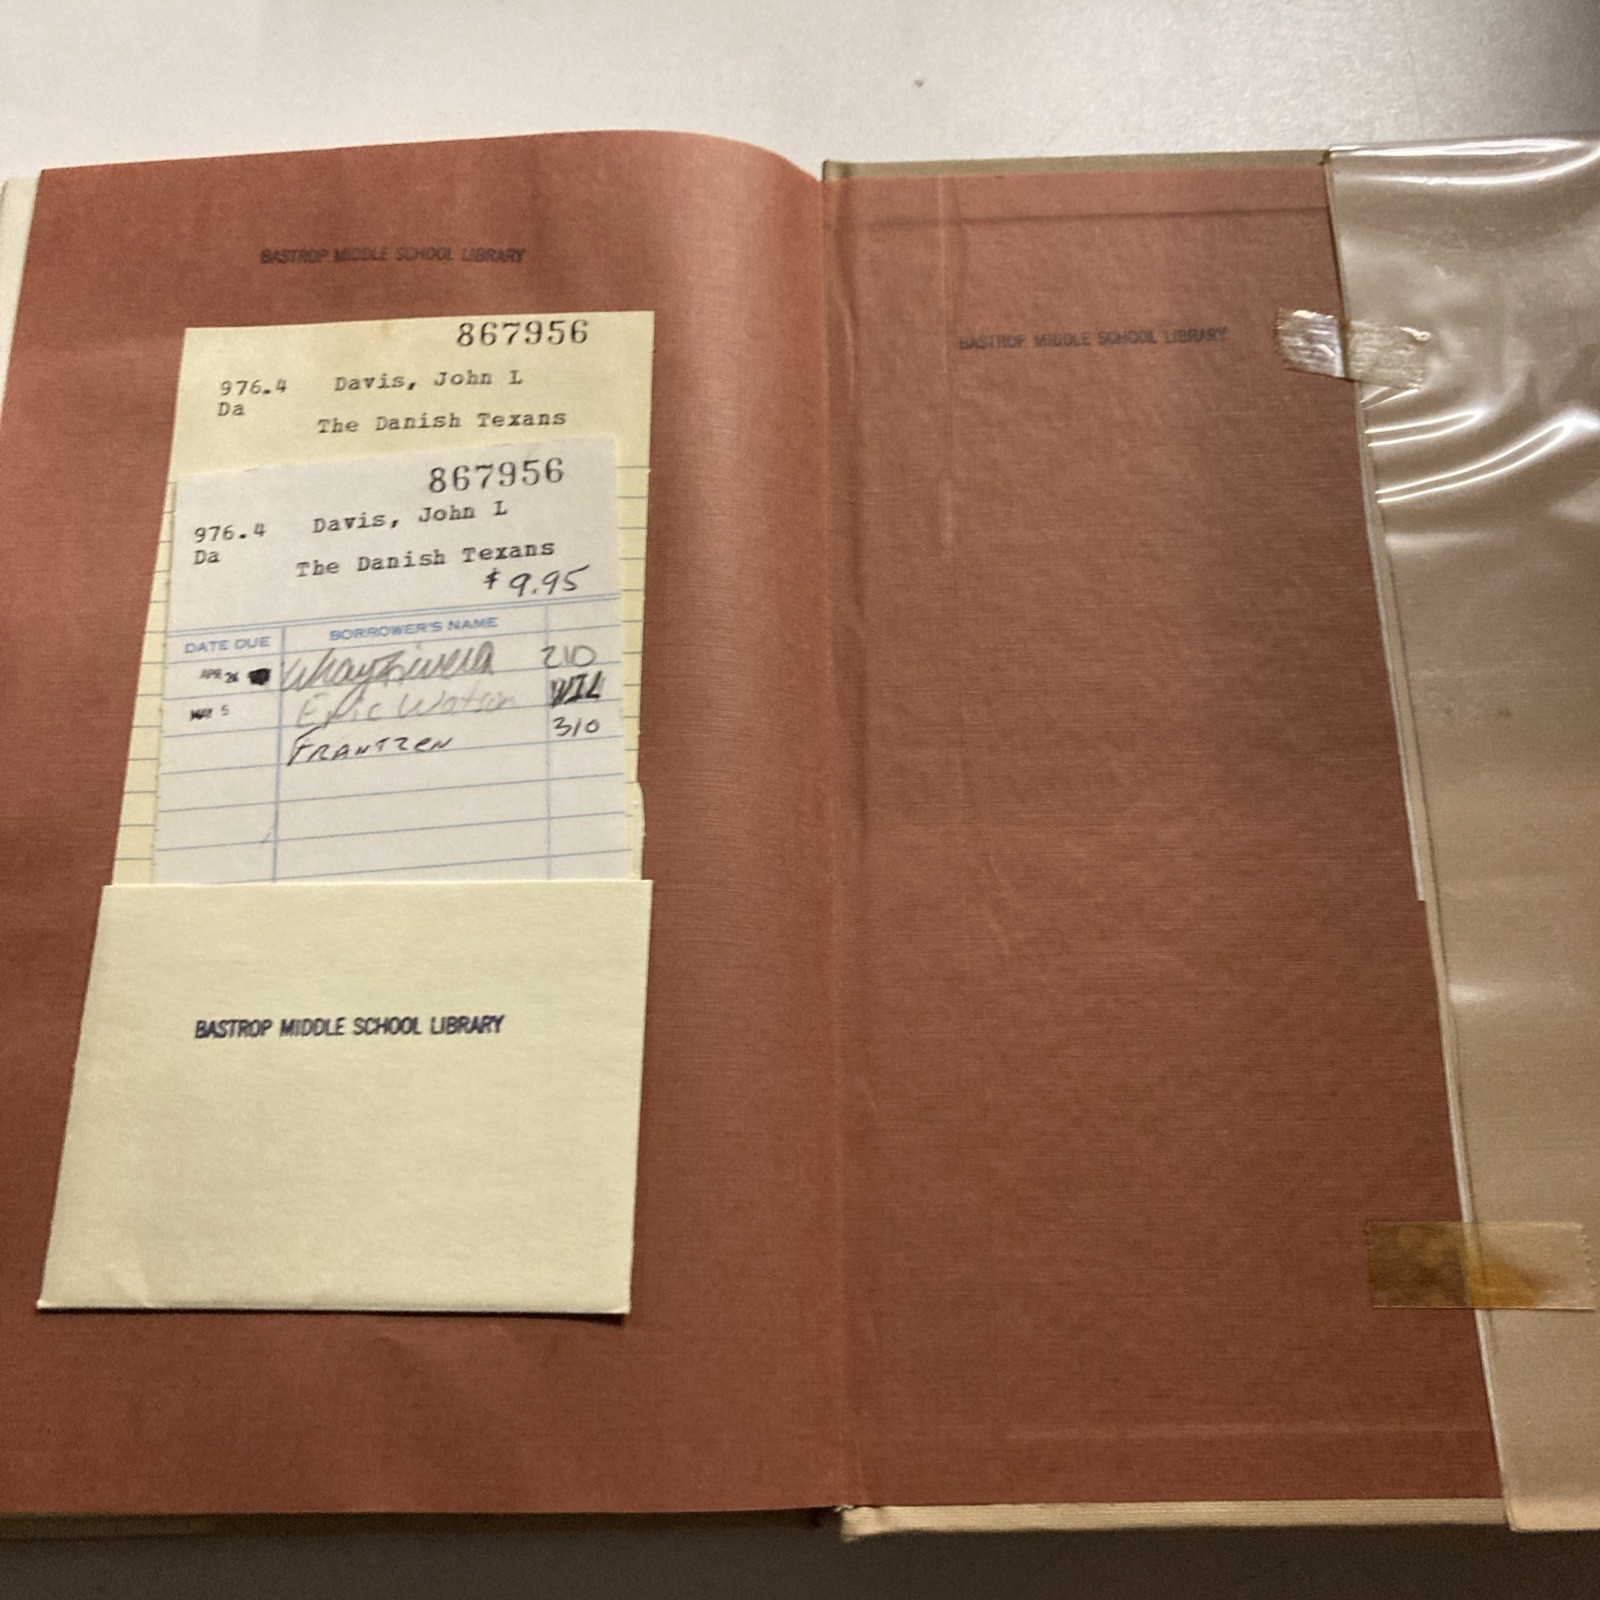 BASTROP MIDDLE SCHOOL LIBRARY
867956
976.4 Davis, John L
Da
The Danish Texans
867956
976.4 Davis, John L
Da
The Danish Texans
$9.95
DATE DUE BORROWER'S NAME
APR 26 210
MAY 5 Eric Watson WIL
FRANTZEN 310
BASTROP MIDDLE SCHOOL LIBRARY
BASTROP MIDDLE SCHOOL LIBRARY